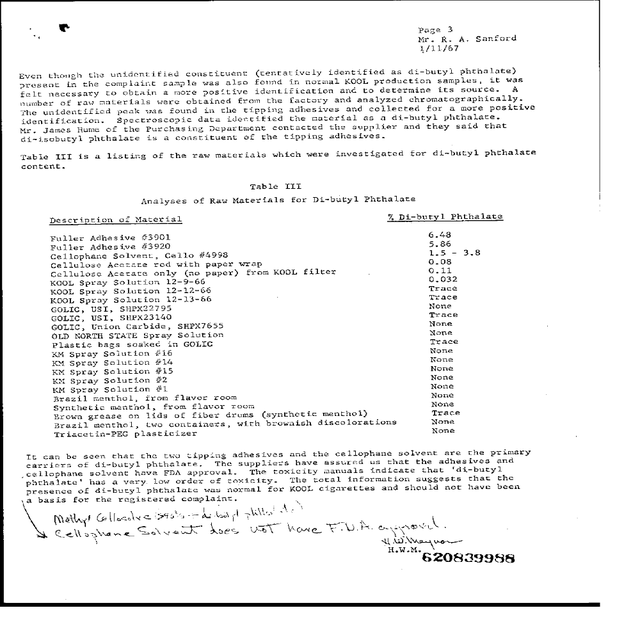 Page 3
Mr. R. A. Sanford
1/11/67
Even though the unidentified constituent (tentatively identified as di-butyl phthalate)
present in the complaint sample was also found in normal KOOL production samples, it was
felt necessary to obtain a more positive identification and to determine its source. A
number of raw materials were obtained from the factory and analyzed chromatographically.
The unidentified peak was found in the tipping adhesives and collected for a more positive
identification. Spectroscopic data identified the material as a di-butyl phthalate.
Mr. James Hume of the Purchasing Department contacted the supplier and they said that
di-isobutyl phthalate is a constituent of the tipping adhesives.
Table III is a listing of the raw materials which were investigated for di-butyl phthalate
content.
Table III
Analyses of Raw Materials for Di-butyl Phthalate
Description of Material % Di-butyl Phthalate
Fuller Adhesive #3901 6.48
Fuller Adhesive #3920 5.86
Cellophane Solvent, Cello #4998 1.5 - 3.8
Cellulose Acetate rod with paper wrap 0.08
Cellulose Acetate only (no paper) from KOOL filter 0.11
KOOL Spray Solution 12-9-66 0.032
KOOL Spray Solution 12-12-66 Trace
KOOL Spray Solution 12-13-66 Trace
GOLIC, USI, SHPX22795 None
GOLIC, USI, SHPX23140 Trace
GOLIC, Union Carbide, SHPX7655 None
OLD NORTH STATE Spray Solution None
Plastic bags soaked in GOLIC Trace
KM Spray Solution #16 None
KM Spray Solution #14 None
KM Spray Solution #15 None
KM Spray Solution #2 None
KM Spray Solution #1 None
Brazil menthol, from flavor room None
Synthetic menthol, from flavor room None
Brown grease on lids of fiber drums (synthetic menthol) Trace
Brazil menthol, two containers, with browish discolorations None
Triacetin-PEG plasticizer None
It can be seen that the two tipping adhesives and the cellophane solvent are the primary
carriers of di-butyl phthalate. The suppliers have assured us that the adhesives and
cellophane solvent have FDA approval. The toxicity manuals indicate that 'di-butyl
phthalate' has a very low order of toxicity. The total information suggests that the
presence of di-butyl phthalate was normal for KOOL cigarettes and should not have been
a basis for the registered complaint.
Methyl Cellosolve
Cellophane Solvent does not have F.D.A. approval.
H.W.M.
620839988